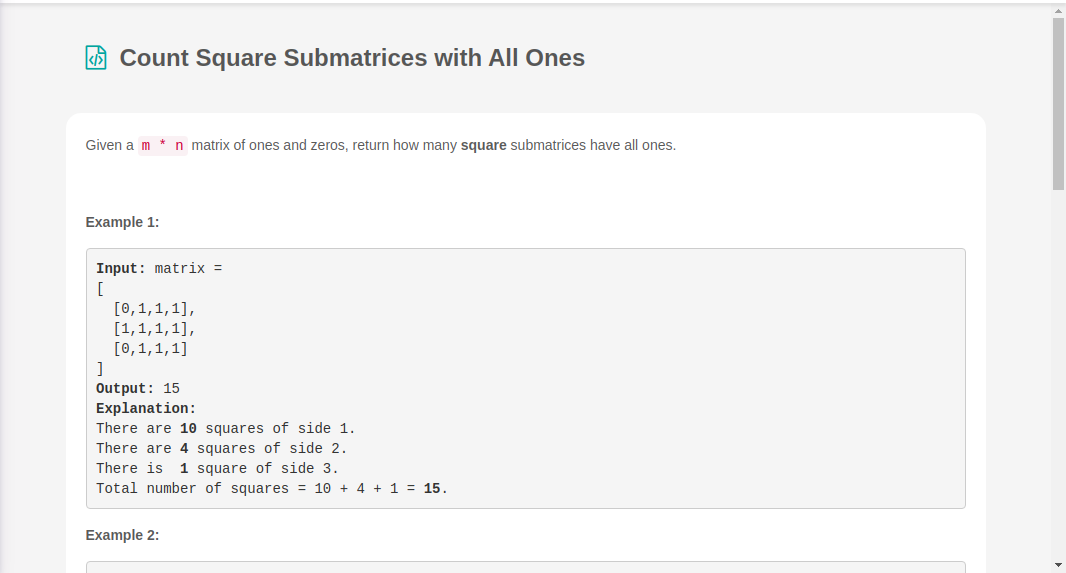 Count Square Submatrices with All Ones
Given a m * n matrix of ones and zeros, return how many square submatrices have all ones.
Example 1:
Input: matrix =
[
  [0,1,1,1],
  [1,1,1,1],
  [0,1,1,1]
]
Output: 15
Explanation:
There are 10 squares of side 1.
There are 4 squares of side 2.
There is  1 square of side 3.
Total number of squares = 10 + 4 + 1 = 15.
Example 2: